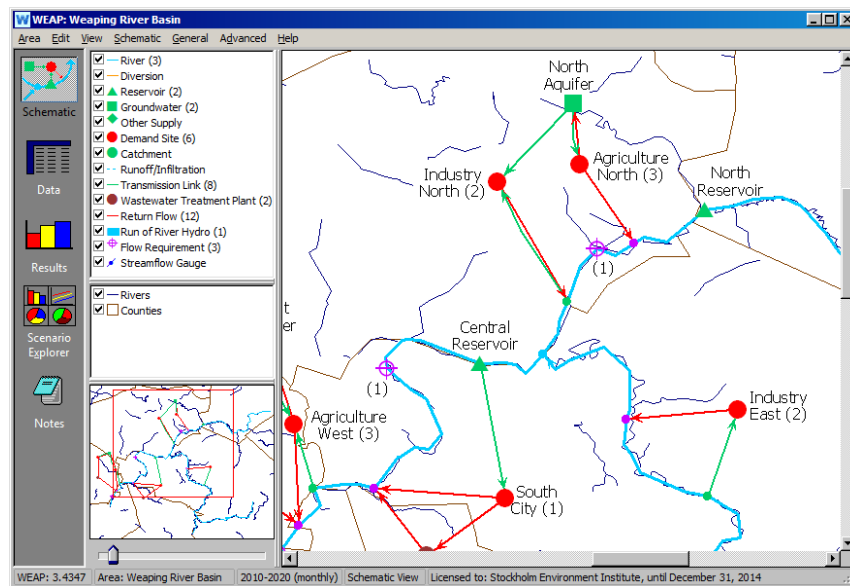 WEAP: Weaping River Basin
Area Edit View Schematic General Advanced Help
Schematic
Data
Results
Scenario
Explorer
Notes
River (3)
Diversion
Reservoir (2)
Groundwater (2)
Other Supply
Demand Site (6)
Catchment
Runoff/Infiltration
Transmission Link (8)
Wastewater Treatment Plant (2)
Return Flow (12)
Run of River Hydro (1)
Flow Requirement (3)
Streamflow Gauge
Rivers
Counties
North
Aquifer
Industry
North (2)
Agriculture
North (3)
North
Reservoir
(1)
Central
Reservoir
(1)
Industry
East (2)
Agriculture
West (3)
South
City (1)
WEAP: 3.4347 Area: Weaping River Basin 2010-2020 (monthly) Schematic View Licensed to: Stockholm Environment Institute, until December 31, 2014